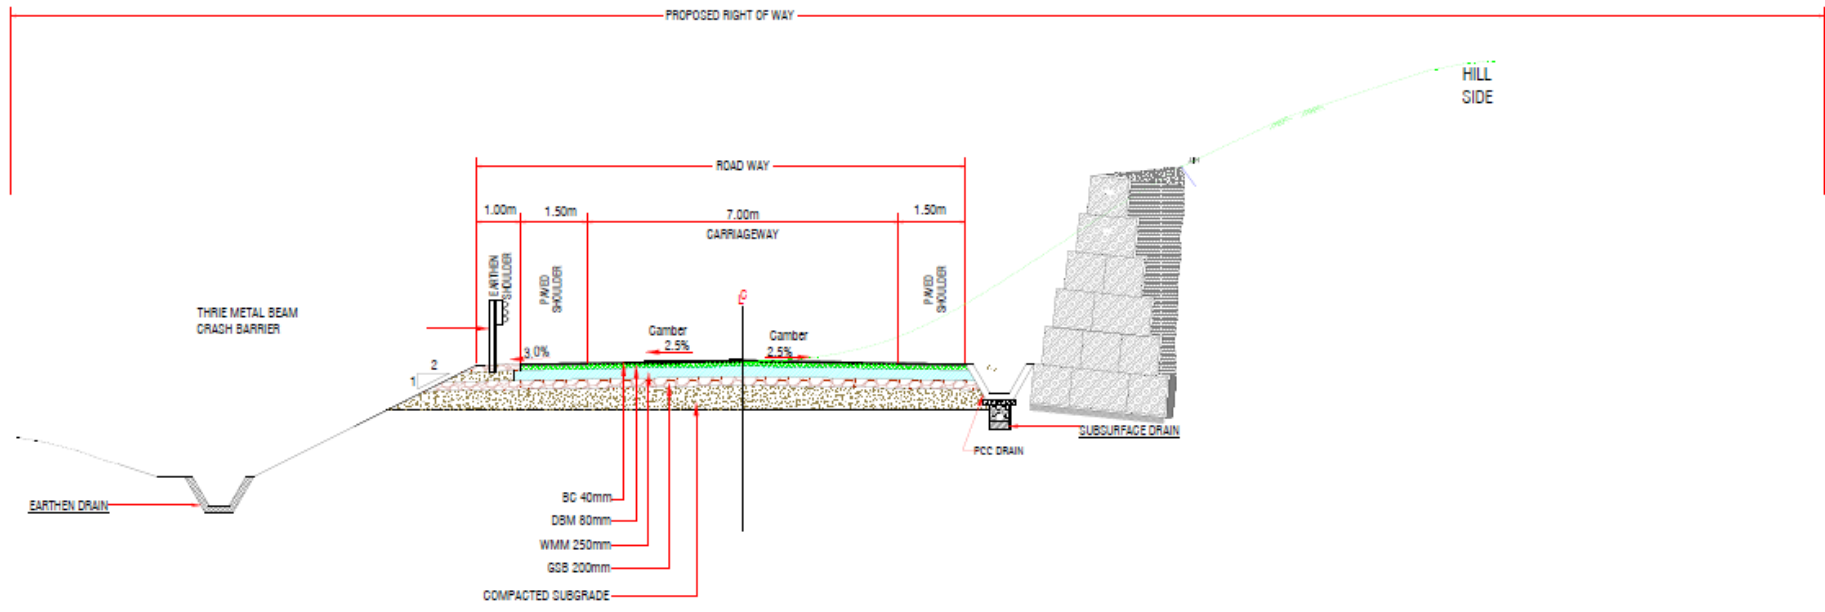 PROPOSED RIGHT OF WAY
HILL
SIDE
ROAD WAY
1.00m
1.50m
7.00m
1.50m
CARRIAGEWAY
EARTHEN
SHOULDER
PAVED
SHOULDER
PAVED
SHOULDER
THRIE METAL BEAM
CRASH BARRIER
Camber
2.5%
Camber
2.5%
3.0%
2
1
SUBSURFACE DRAIN
PCC DRAIN
EARTHEN DRAIN
BC 40mm
DBM 80mm
WMM 250mm
GSB 200mm
COMPACTED SUBGRADE